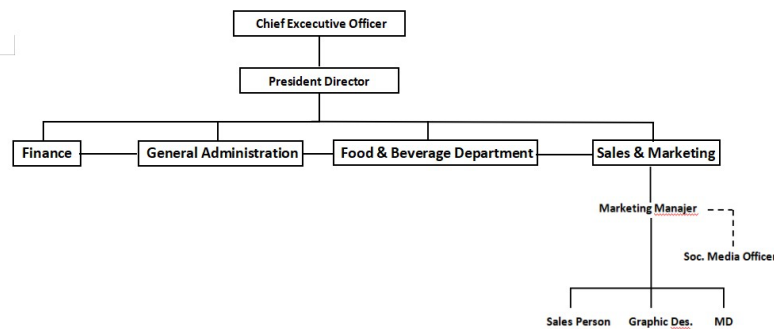 Chief Excecutive Officer
President Director
Finance
General Administration
Food & Beverage Department
Sales & Marketing
Marketing Manajer
Soc. Media Officer
Sales Person
Graphic Des.
MD